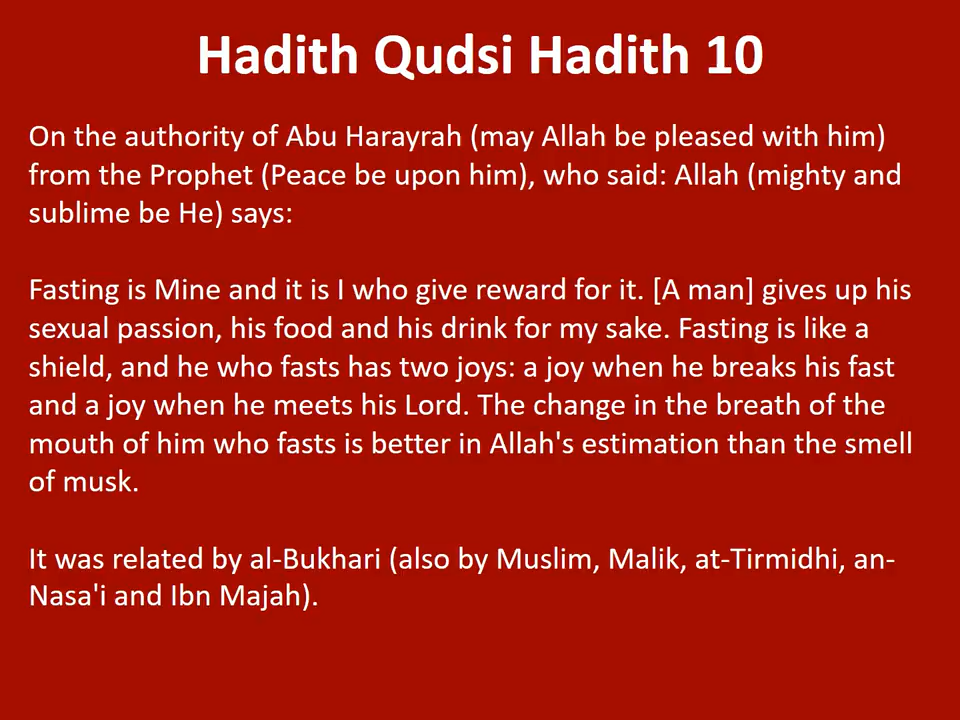 Hadith Qudsi Hadith 10
On the authority of Abu Harayrah (may Allah be pleased with him)
from the Prophet (Peace be upon him), who said: Allah (mighty and
sublime be He) says:
Fasting is Mine and it is I who give reward for it. [A man] gives up his
sexual passion, his food and his drink for my sake. Fasting is like a
shield, and he who fasts has two joys: a joy when he breaks his fast
and a joy when he meets his Lord. The change in the breath of the
mouth of him who fasts is better in Allah's estimation than the smell
of musk.
It was related by al-Bukhari (also by Muslim, Malik, at-Tirmidhi, an-
Nasa'i and Ibn Majah).